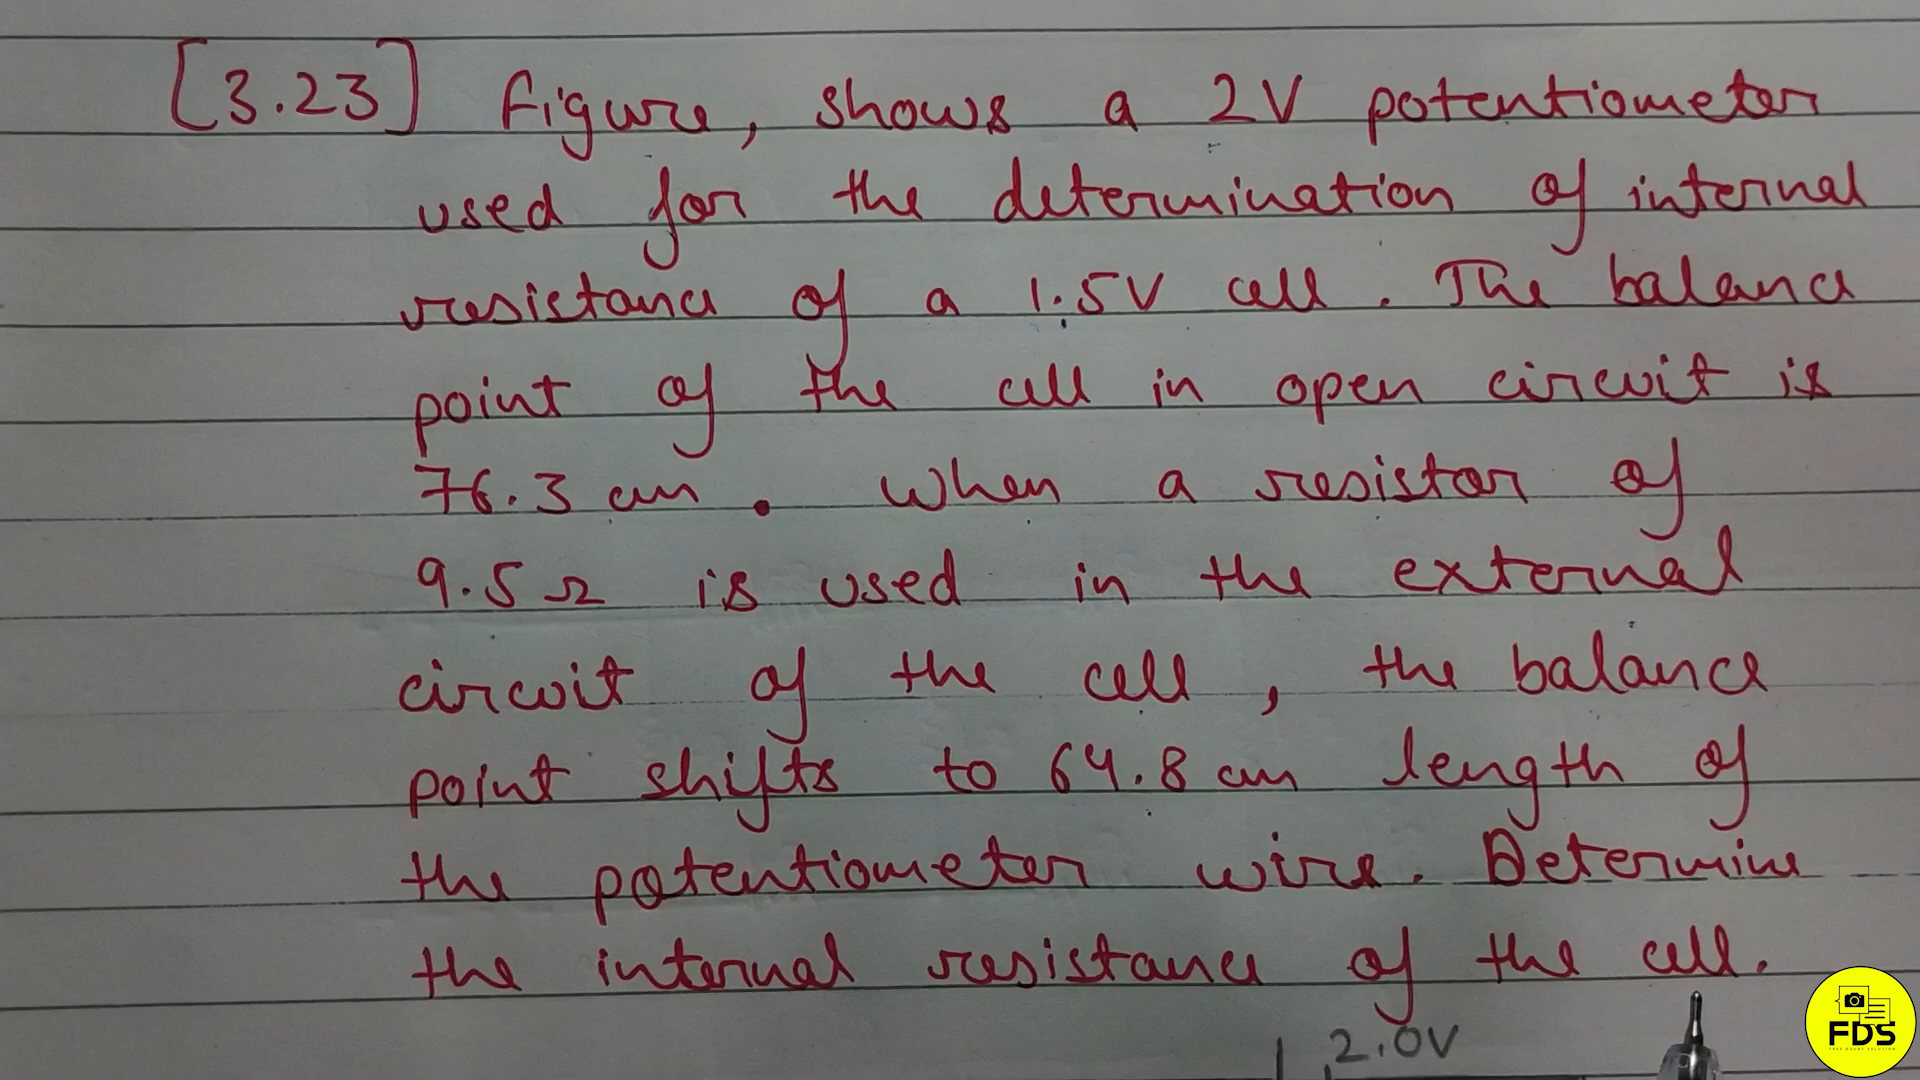 [3.23] Figure, shows a 2V potentiometer
used for the determination of internal
resistance of a 1.5V cell. The balance
point of the cell in open circuit is
76.3 cm. When a resistor of
9.5 Ω is used in the external
circuit of the cell, the balance
point shifts to 64.8 cm length of
the potentiometer wire. Determine
the internal resistance of the cell.
2.0V
FDS